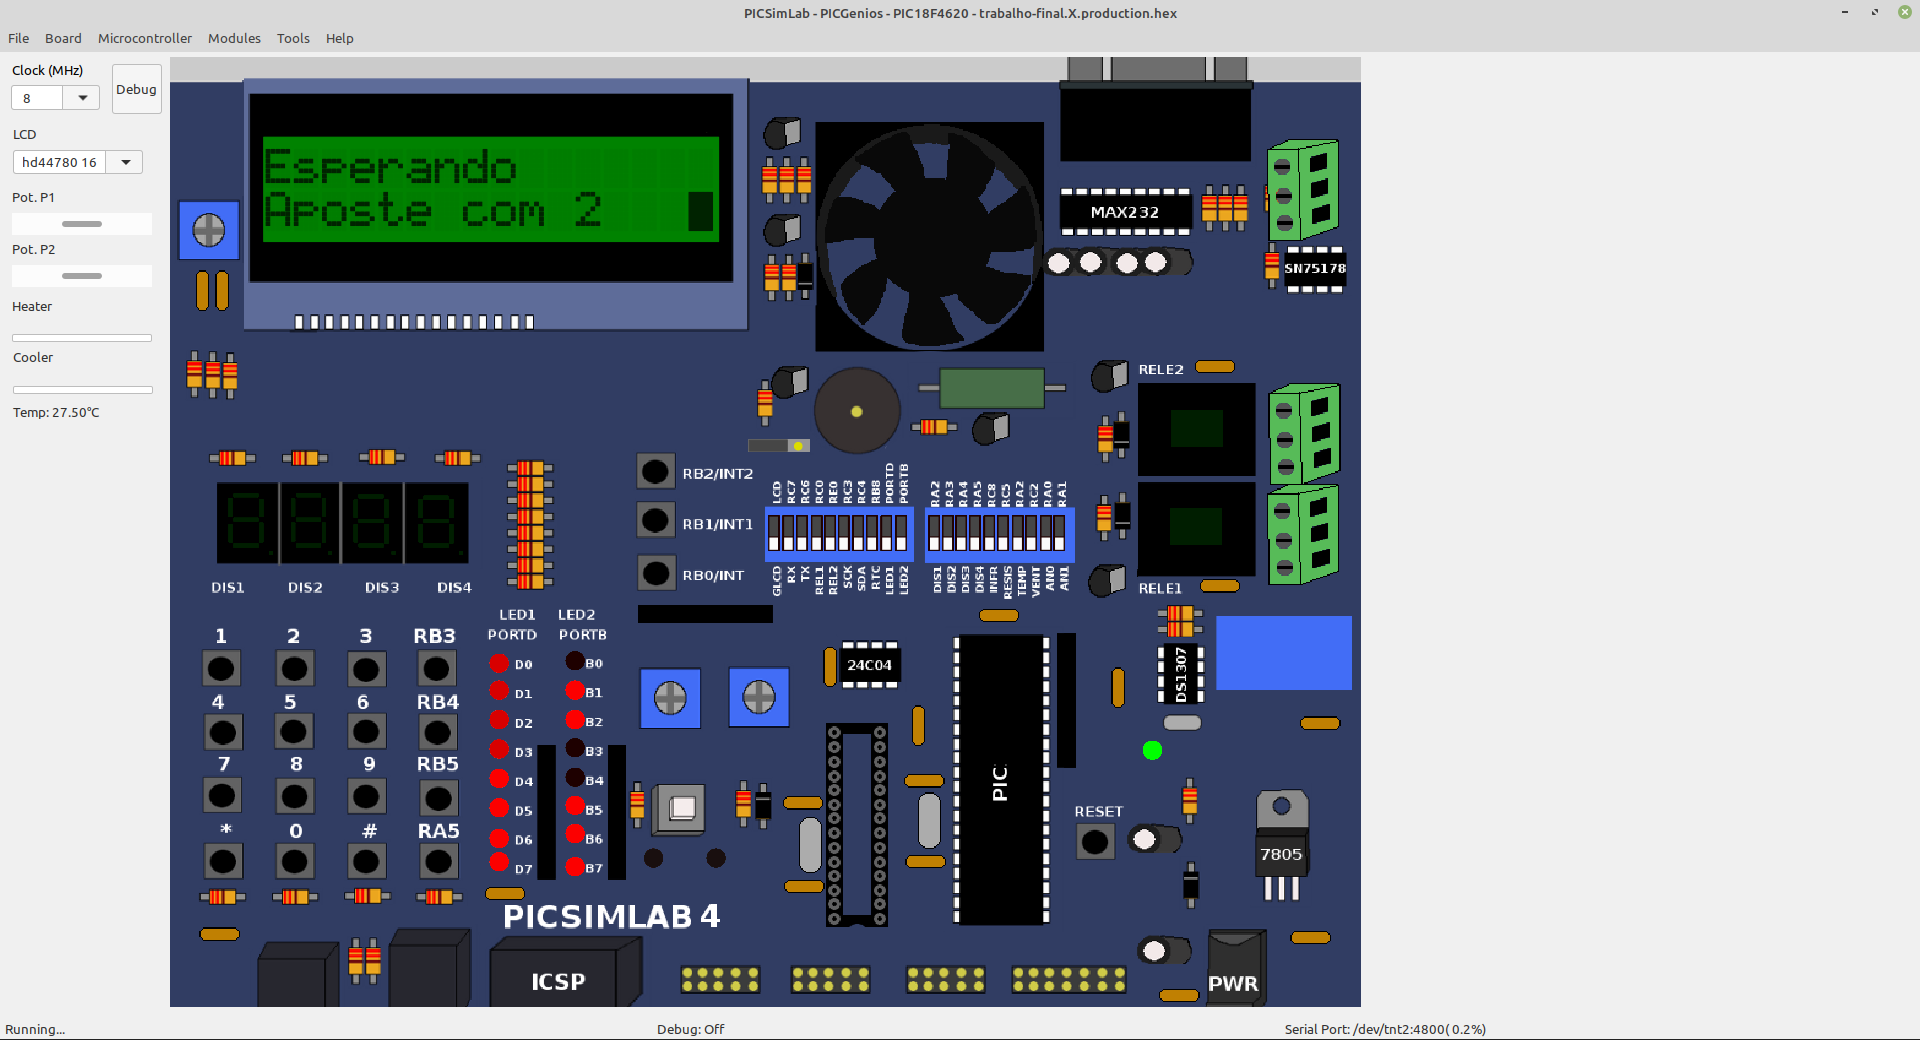 PICSimLab - PICGenios - PIC18F4620 - trabalho-final.X.production.hex
File Board Microcontroller Modules Tools Help
Clock (MHz)
8
Debug
LCD
hd44780 16
Pot. P1
Pot. P2
Heater
Cooler
Temp: 27.50°C
Esperando
Aposte com 2
MAX232
SN75178
RELE2
RB2/INT2
RB1/INT1
RB0/INT
LCD RC7 RC6 RC0 RE0 RC3 RC4 RB8 PORTD PORTB
GLCD RX TX REL1 REL2 SCK SDA RTC LED1 LED2
RA2 RA3 RA4 RA5 RC8 RC5 RA2 RC2 RA0 RA1
DIS1 DIS2 DIS3 DIS4 INFR RESIS TEMP VENT AN0 AN1
RELE1
DIS1 DIS2 DIS3 DIS4
LED1 LED2
PORTD PORTB
1 2 3 RB3
4 5 6 RB4
7 8 9 RB5
* 0 # RA5
D0 B0
D1 B1
D2 B2
D3 B3
D4 B4
D5 B5
D6 B6
D7 B7
24C04
PIC
DS1307
RESET
7805
PICSIMLAB 4
ICSP
PWR
Running...
Debug: Off
Serial Port: /dev/tnt2:4800( 0.2%)